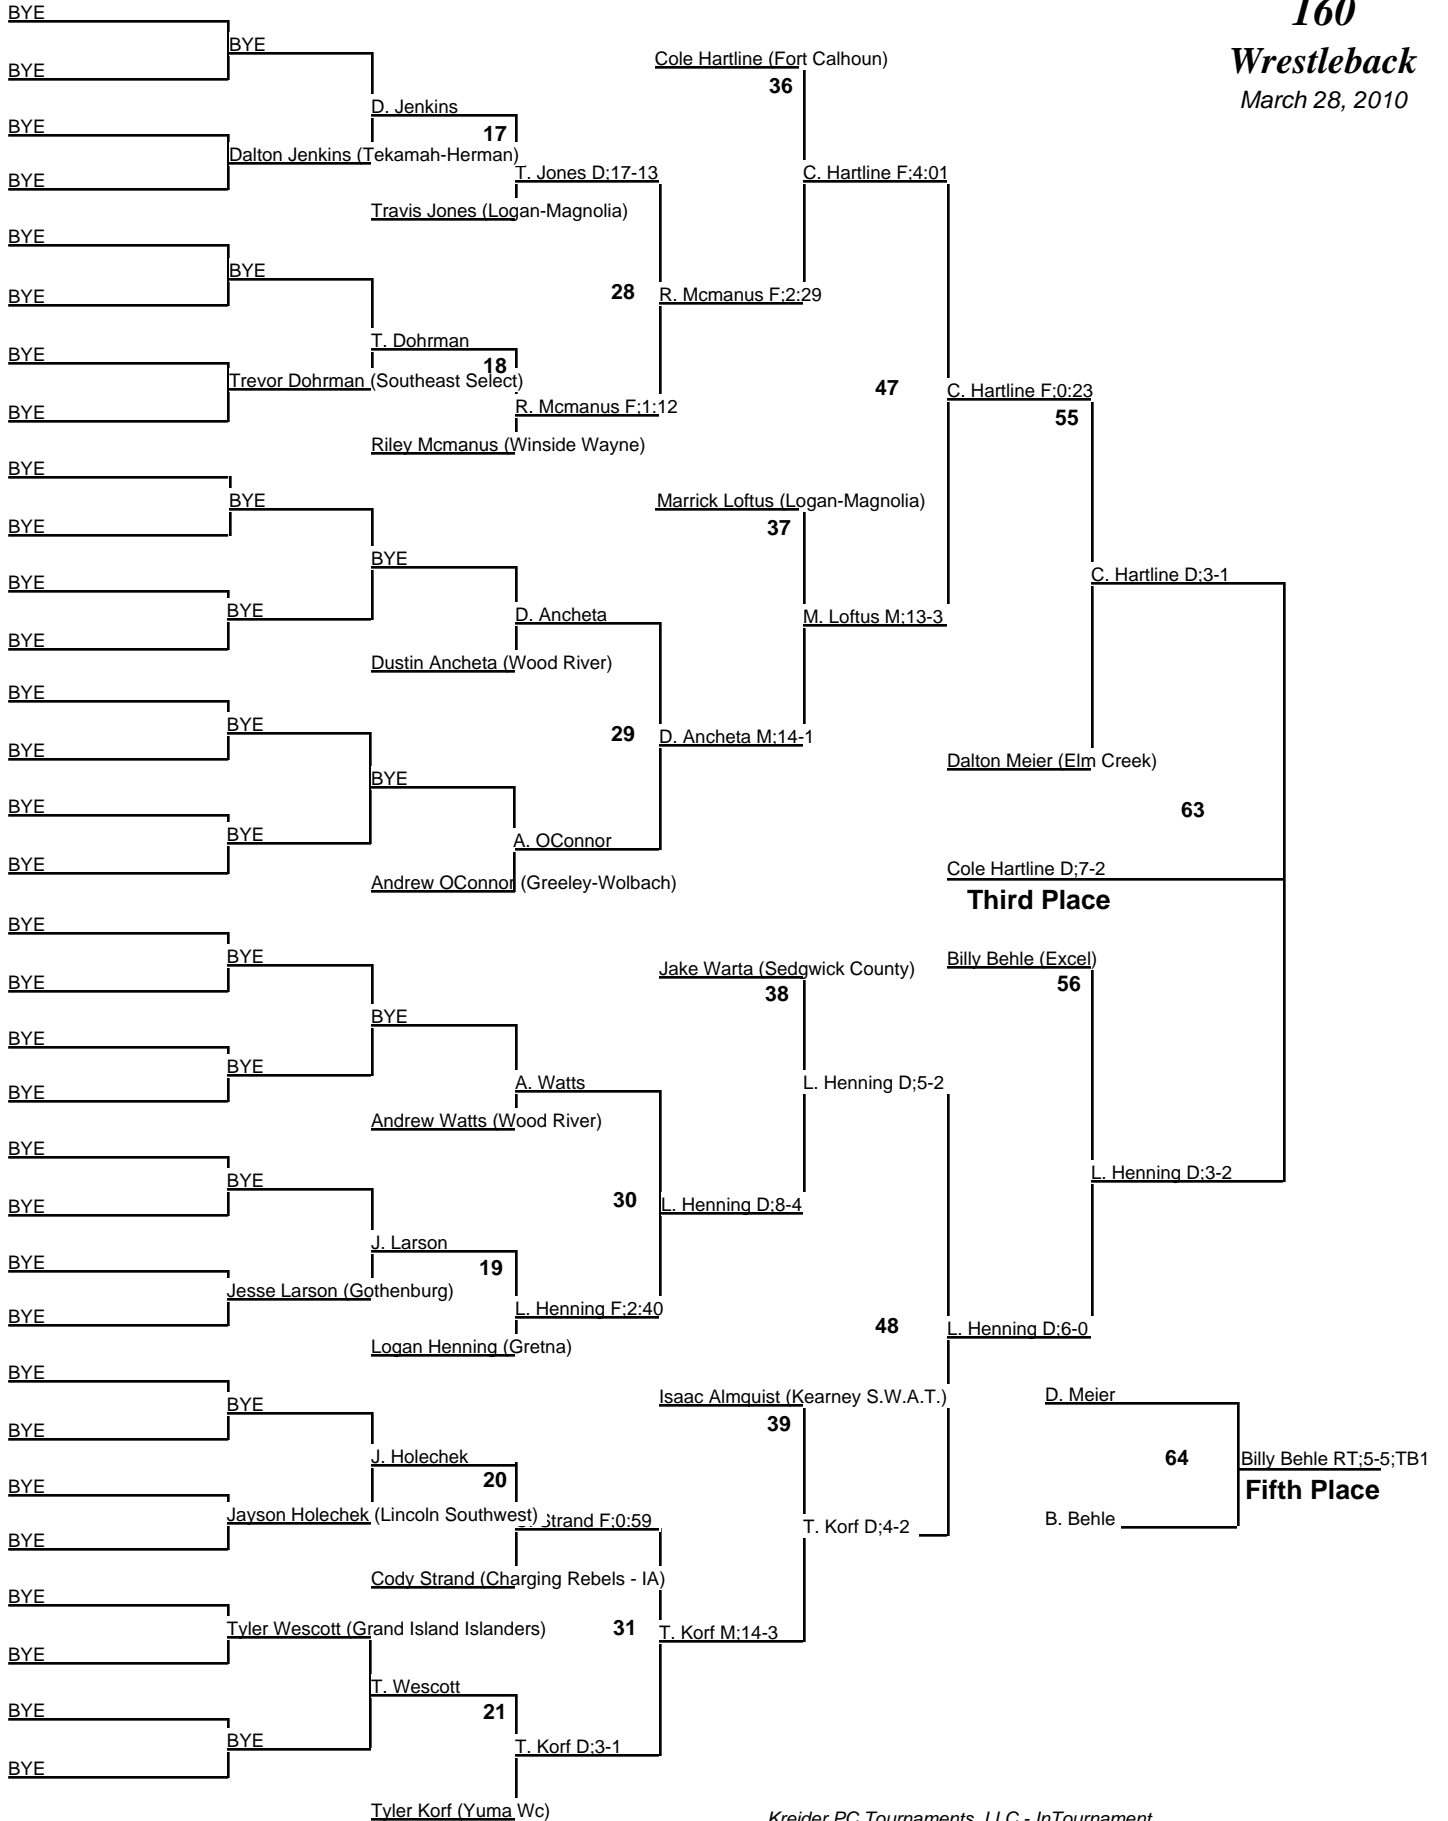 BYE
160
BYE
Wrestleback
Cole Hartline (Fort Calhoun)
BYE
36
March 28, 2010
D. Jenkins
BYE
17
Dalton Jenkins (Tekamah-Herman)
T. Jones D;17-13
C. Hartline F;4:01
BYE
Travis Jones (Logan-Magnolia)
BYE
BYE
28
R. Mcmanus F;2:29
BYE
T. Dohrman
BYE
18
Trevor Dohrman (Southeast Select)
47
C. Hartline F;0:23
R. Mcmanus F;1:12
BYE
55
Riley Mcmanus (Winside Wayne)
BYE
BYE
Marrick Loftus (Logan-Magnolia)
BYE
37
BYE
C. Hartline D;3-1
BYE
BYE
D. Ancheta
M. Loftus M;13-3
BYE
Dustin Ancheta (Wood River)
BYE
BYE
29
D. Ancheta M;14-1
BYE
Dalton Meier (Elm Creek)
BYE
BYE
63
BYE
A. OConnor
BYE
Cole Hartline D;7-2
Andrew OConnor (Greeley-Wolbach)
Third Place
BYE
BYE
Billy Behle (Excel)
Jake Warta (Sedgwick County)
BYE
38
56
BYE
BYE
BYE
A. Watts
L. Henning D;5-2
BYE
Andrew Watts (Wood River)
BYE
L. Henning D;3-2
BYE
BYE
30
L. Henning D;8-4
J. Larson
BYE
19
Jesse Larson (Gothenburg)
L. Henning F;2:40
BYE
48
L. Henning D;6-0
Logan Henning (Gretna)
BYE
D. Meier
Isaac Almquist (Kearney S.W.A.T.)
BYE
39
BYE
J. Holechek
64
Billy Behle RT;5-5;TB1
20
BYE
Fifth Place
Jayson Holechek (Lincoln Southwest)
Strand F;0:59
T. Korf D;4-2
B. Behle
BYE
Cody Strand (Charging Rebels - IA)
BYE
Tyler Wescott (Grand Island Islanders)
31
T. Korf M;14-3
BYE
T. Wescott
BYE
21
BYE
T. Korf D;3-1
BYE
Tyler Korf (Yuma Wc)
Kreider PC Tournaments, LLC - InTournament